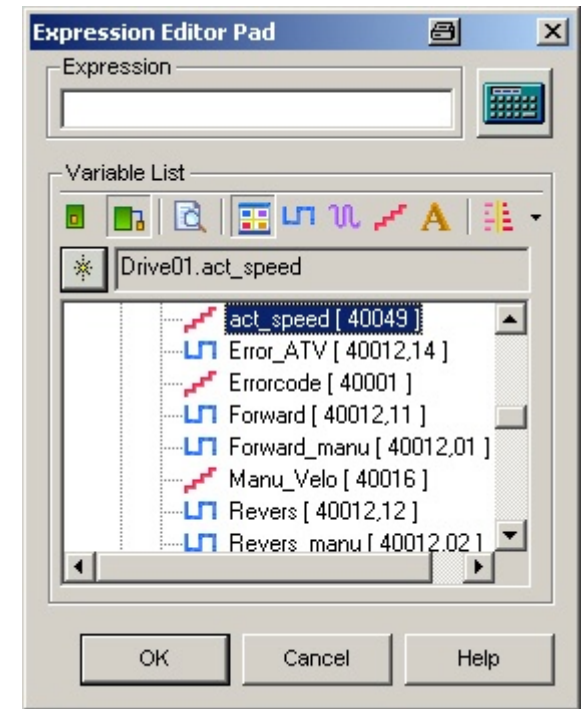 Expression Editor Pad
Expression
Variable List
A
Drive01.act_speed
act_speed [ 40049 ]
Error_ATV [ 40012,14 ]
Errorcode [ 40001 ]
Forward [ 40012,11 ]
Forward_manu [ 40012,01 ]
Manu_Velo [ 40016 ]
Revers [ 40012,12 ]
Revers_manu [ 40012,02 ]
OK Cancel Help